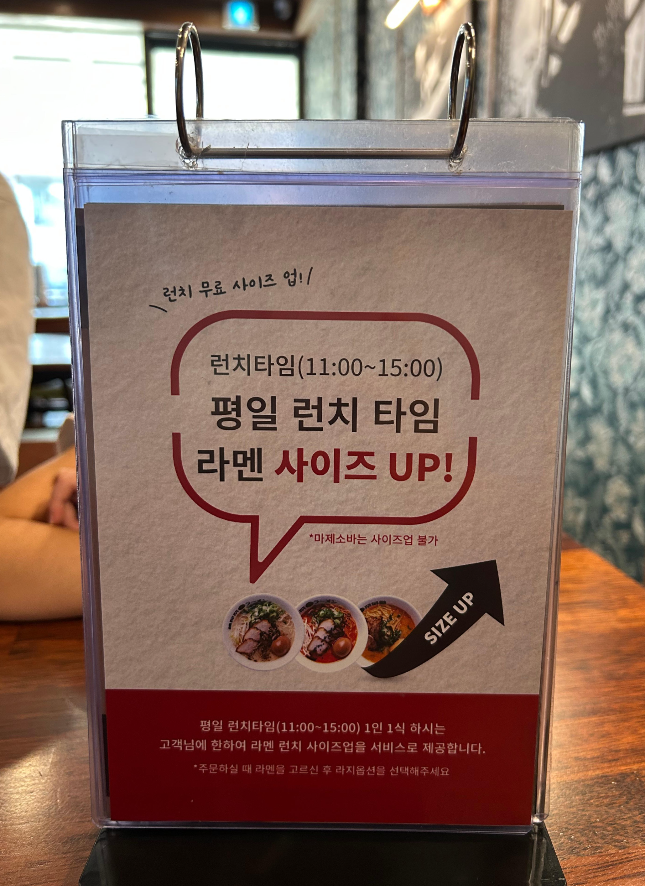 런치 무료 사이즈 업!
런치타임(11:00~15:00)
평일 런치 타임
라멘 사이즈 UP!
*마제소바는 사이즈업 불가
SIZE UP
평일 런치타임(11:00~15:00) 1인 1식 하시는
고객님에 한하여 라멘 런치 사이즈업을 서비스로 제공합니다.
*주문하실 때 라멘을 고르신 후 라지옵션을 선택해주세요